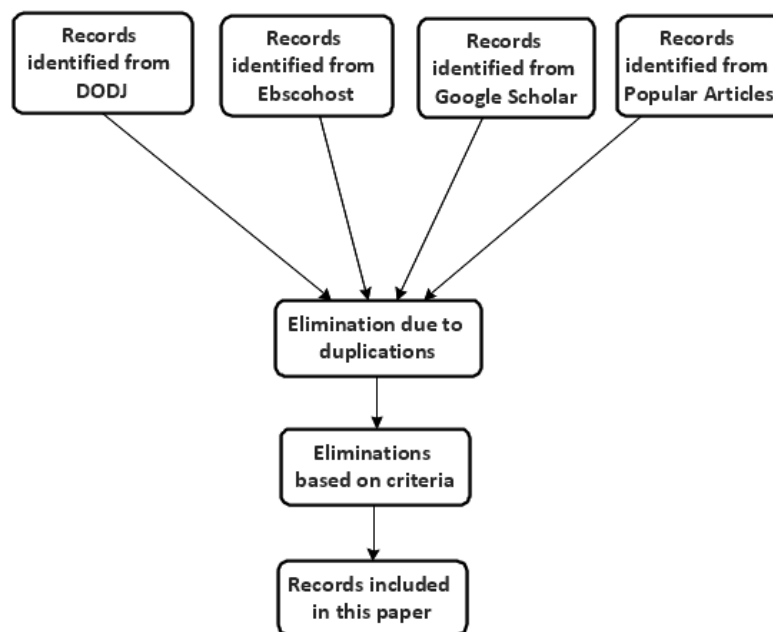 Records
identified from
DODJ
Records
identified from
Ebscohost
Records
identified from
Google Scholar
Records
identified from
Popular Articles
Elimination due to
duplications
Eliminations
based on criteria
Records included
in this paper